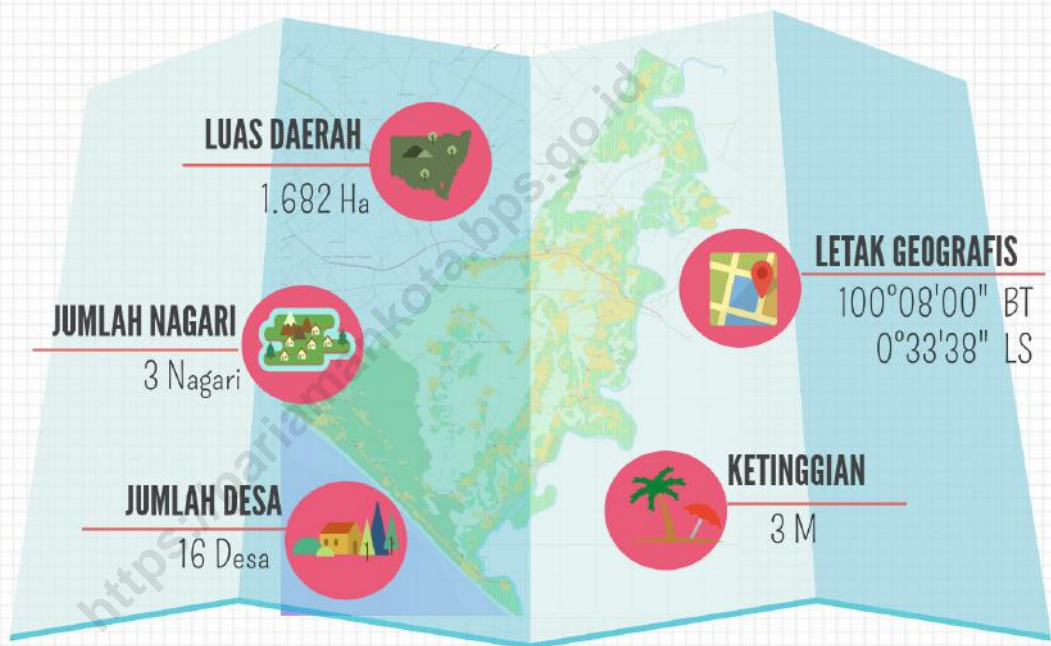 LUAS DAERAH
1.682 Ha
JUMLAH NAGARI
3 Nagari
JUMLAH DESA
16 Desa
LETAK GEOGRAFIS
100°08'00" BT
0°33'38" LS
KETINGGIAN
3 M
https://pariamankota.bps.go.id